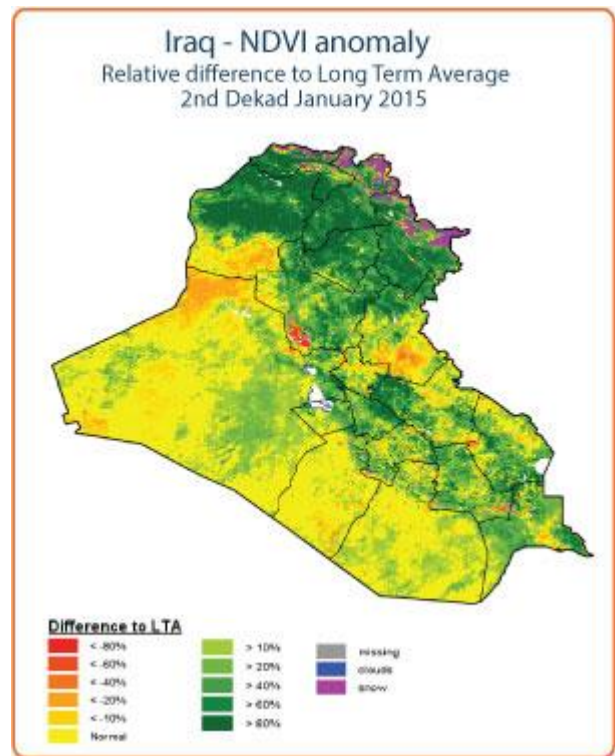 Iraq - NDVI anomaly
Relative difference to Long Term Average
2nd Dekad January 2015
Difference to LTA
< -80%
< -60%
< -40%
< -20%
< -10%
Normal
> 10%
> 20%
> 40%
> 60%
> 80%
missing
clouds
snow